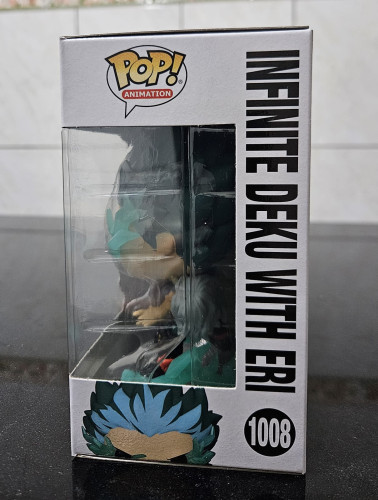 POP!
ANIMATION
INFINITE DEKU WITH ERI
1008